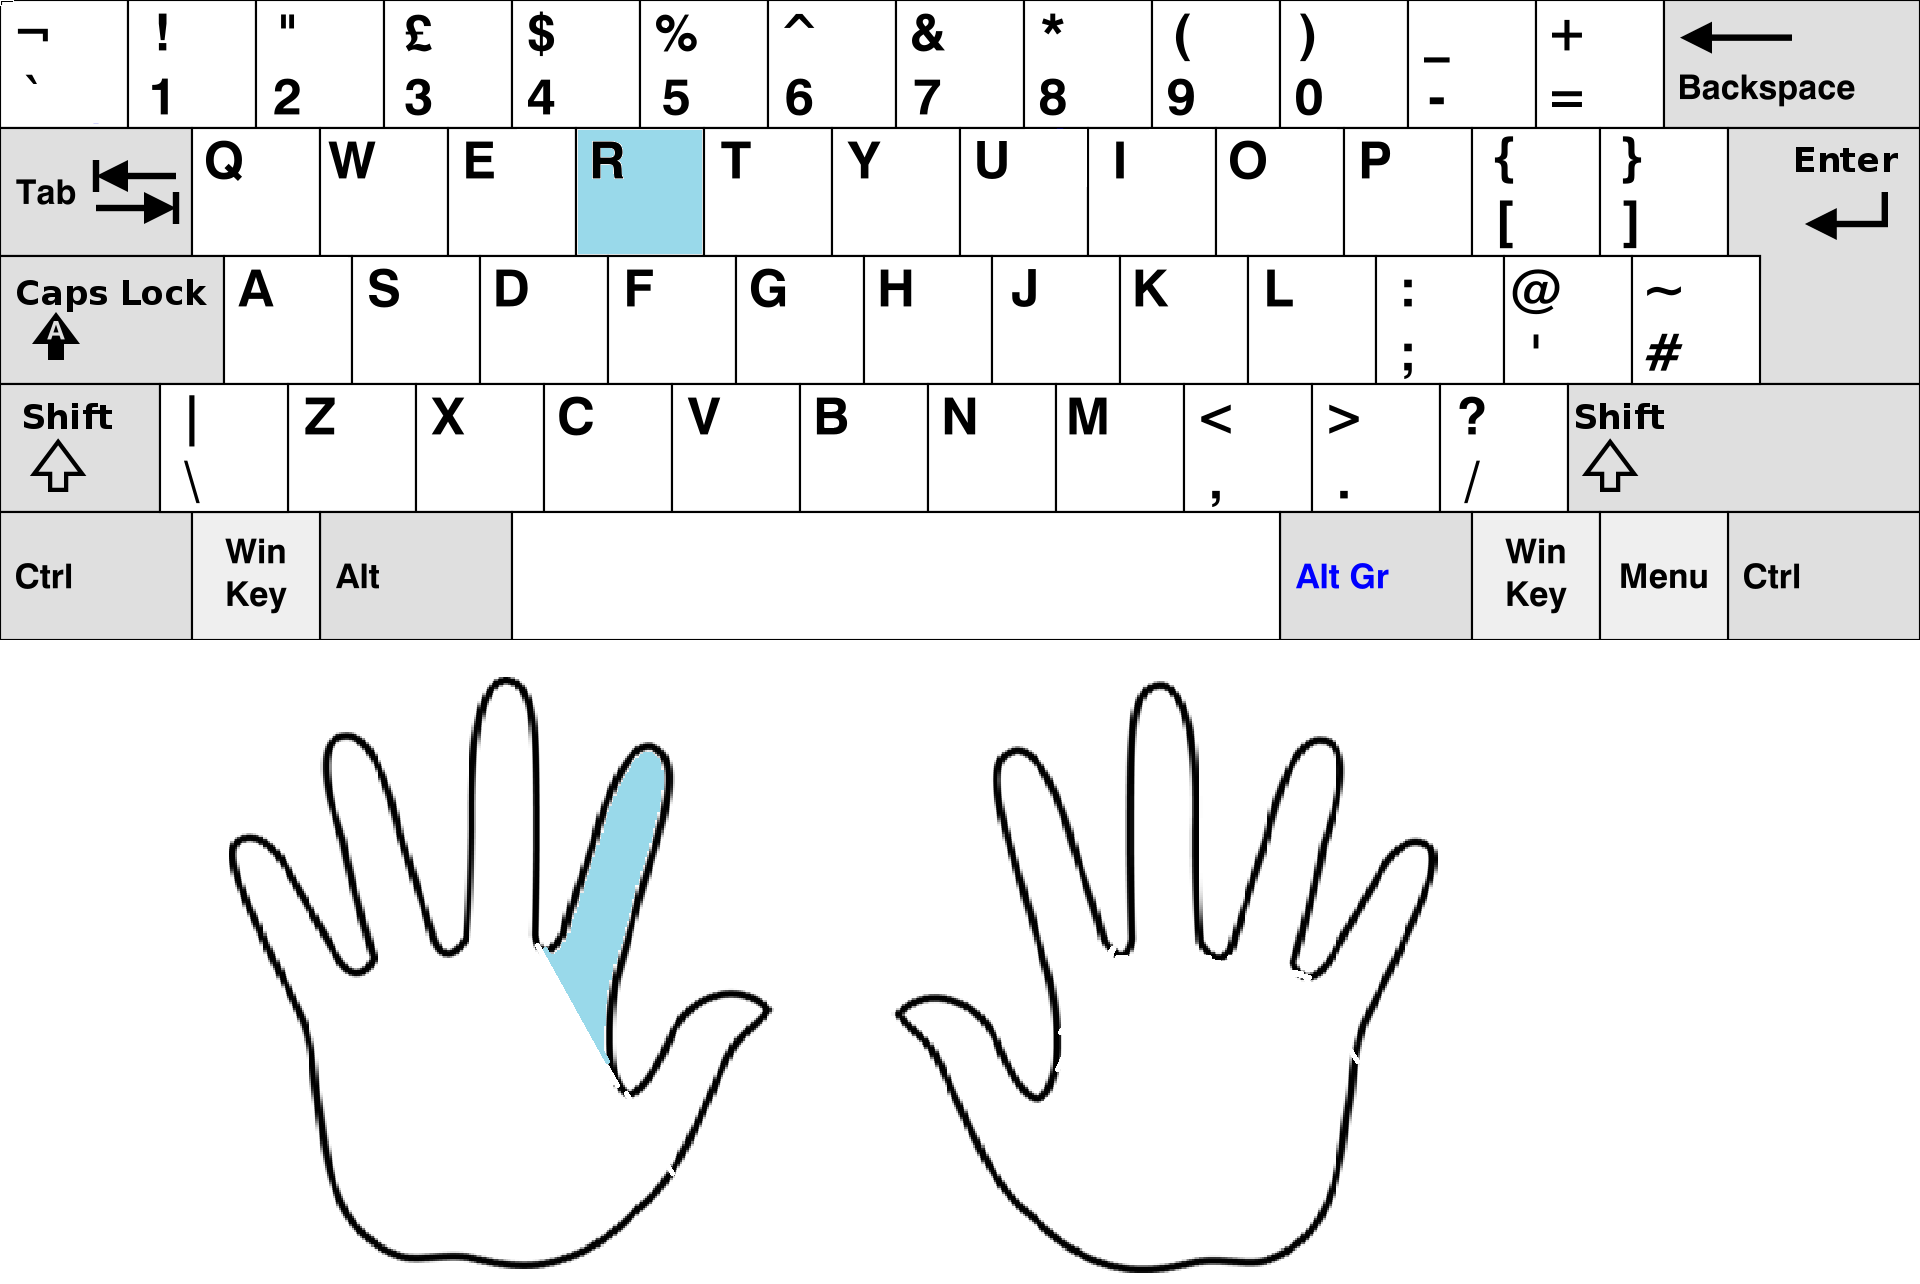 ¬ ! " £ $ % ^ & * ( ) _ +
` 1 2 3 4 5 6 7 8 9 0 - = Backspace
Tab Q W E R T Y U I O P { } Enter
[ ]
Caps Lock A S D F G H J K L : @ ~
A ; ' #
Shift | Z X C V B N M < > ? Shift
\ , . /
Ctrl Win Key Alt Alt Gr Win Key Menu Ctrl